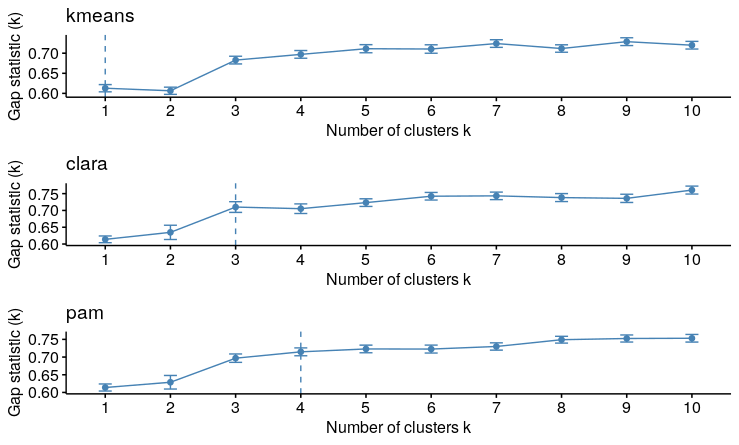 kmeans
Gap statistic (k)
0.70
0.65
0.60
1 2 3 4 5 6 7 8 9 10
Number of clusters k
clara
Gap statistic (k)
0.75
0.70
0.65
0.60
1 2 3 4 5 6 7 8 9 10
Number of clusters k
pam
Gap statistic (k)
0.75
0.70
0.65
0.60
1 2 3 4 5 6 7 8 9 10
Number of clusters k